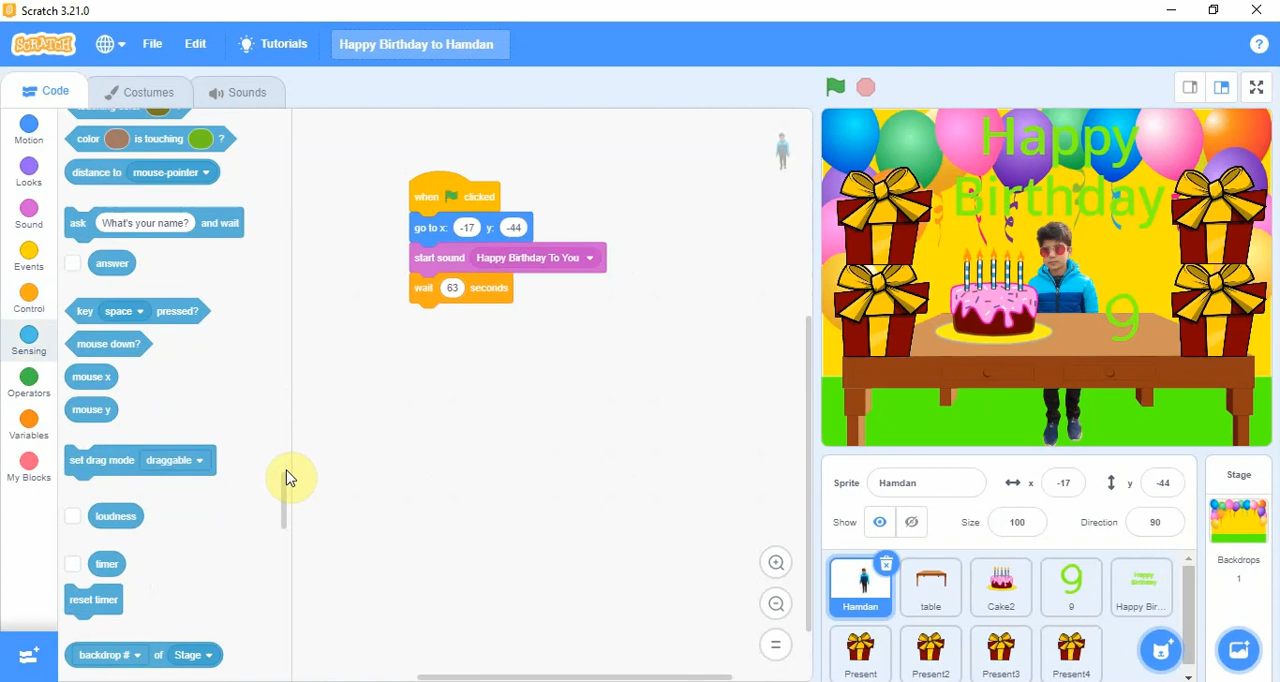 Scratch 3.21.0
SCRATCH
File Edit Tutorials Happy Birthday to Hamdan ?
Code Costumes Sounds
Motion
Looks
Sound
Events
Control
Sensing
Operators
Variables
My Blocks
color is touching ?
distance to mouse-pointer
ask What's your name? and wait
answer
key space pressed?
mouse down?
mouse x
mouse y
set drag mode draggable
loudness
timer
reset timer
backdrop # of Stage
when clicked
go to x: -17 y: -44
start sound Happy Birthday To You
wait 63 seconds
Happy
Birthday
9
Sprite Hamdan x -17 y -44
Show Size 100 Direction 90
Hamdan table Cake2 9 Happy Bir...
9
Happy
Birthday
Present Present2 Present3 Present4
Stage
Backdrops
1